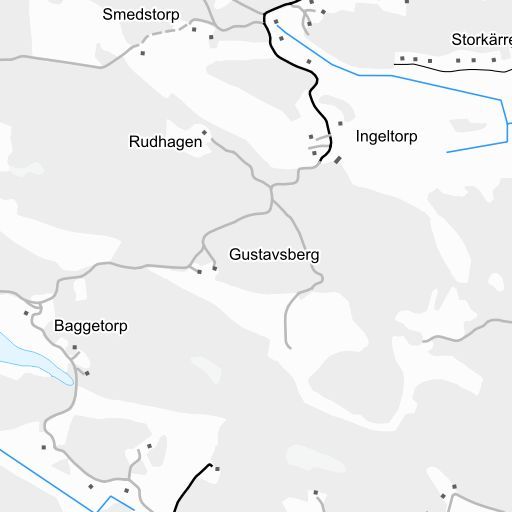 Smedstorp
Storkärre
Rudhagen
Ingeltorp
Gustavsberg
Baggetorp